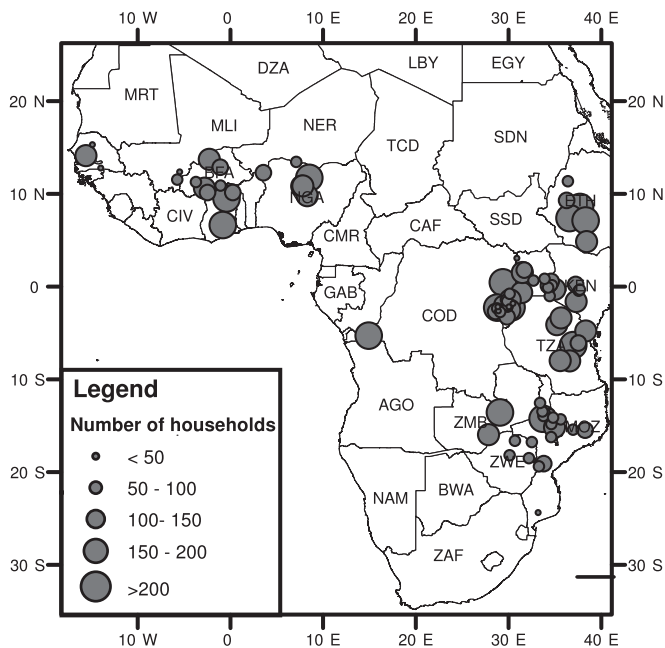 10 W 0 10 E 20 E 30 E 40 E
DZA LBY EGY
20 N MRT 20 N
MLI NER SDN
TCD
BFA
10 N NGA ETH 10 N
CIV CAF SSD
CMR
0 GAB KEN 0
COD
TZA
10 S 10 S
Legend
AGO
Number of households ZMB MOZ
< 50
ZWE
20 S
50 - 100
NAM BWA
100- 150
150 - 200
ZAF
30 S
>200
10 W 0 10 E 20 E 30 E 40 E